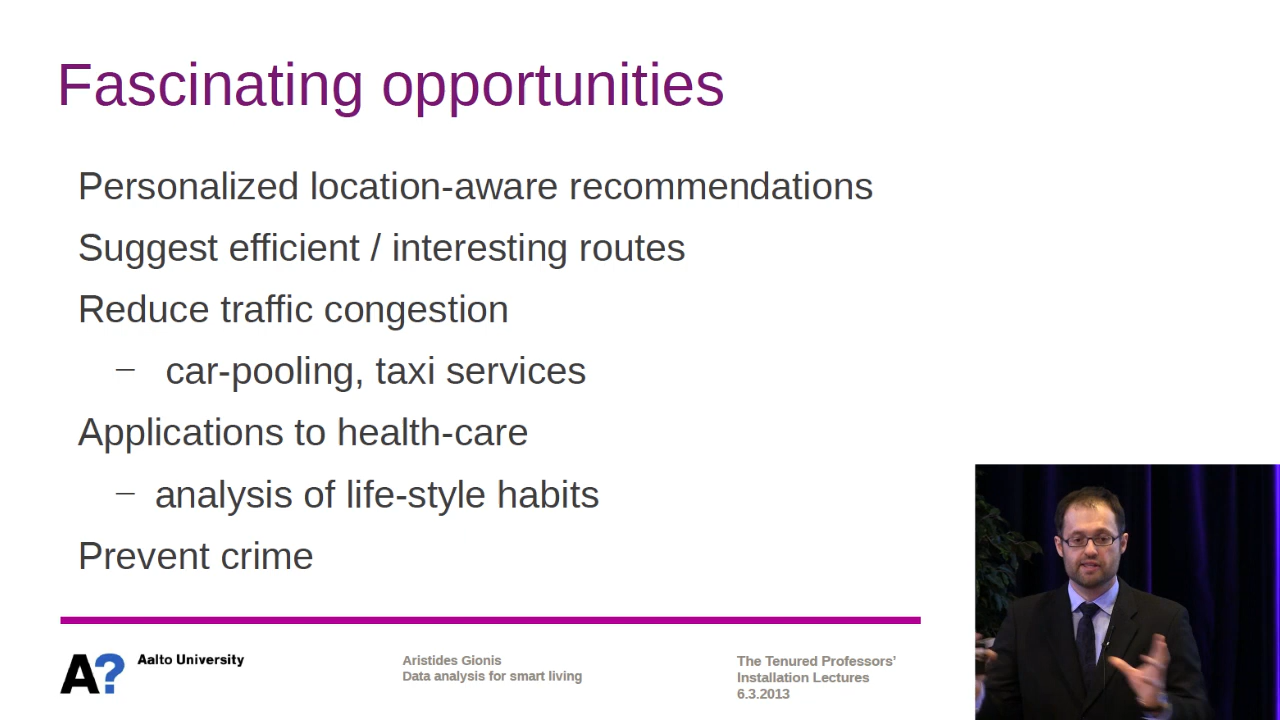 Fascinating opportunities
Personalized location-aware recommendations
Suggest efficient / interesting routes
Reduce traffic congestion
– car-pooling, taxi services
Applications to health-care
– analysis of life-style habits
Prevent crime
A? Aalto University
Aristides Gionis
Data analysis for smart living
The Tenured Professors'
Installation Lectures
6.3.2013